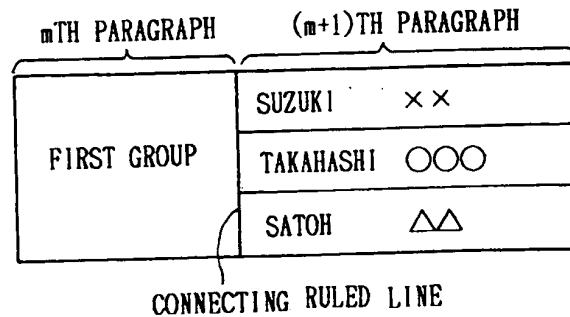 mTH PARAGRAPH (m+1)TH PARAGRAPH
SUZUKI ××
FIRST GROUP TAKAHASHI ○○○
SATOH △△
CONNECTING RULED LINE